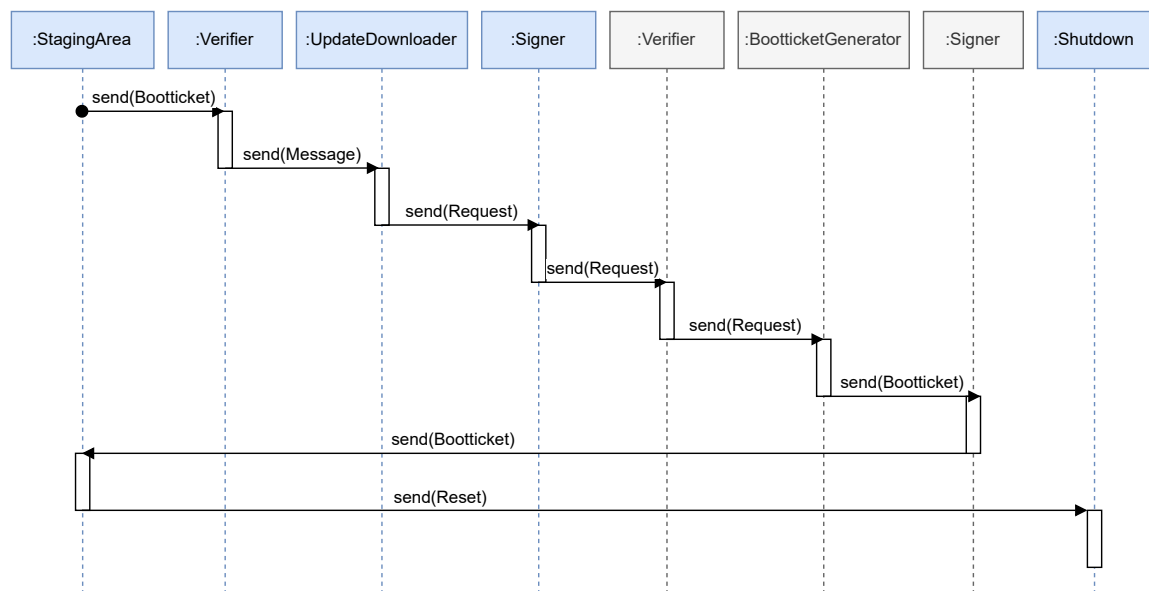 :StagingArea
:Verifier
:UpdateDownloader
:Signer
:Verifier
:BootticketGenerator
:Signer
:Shutdown
send(Bootticket)
send(Message)
send(Request)
send(Request)
send(Request)
send(Bootticket)
send(Bootticket)
send(Reset)